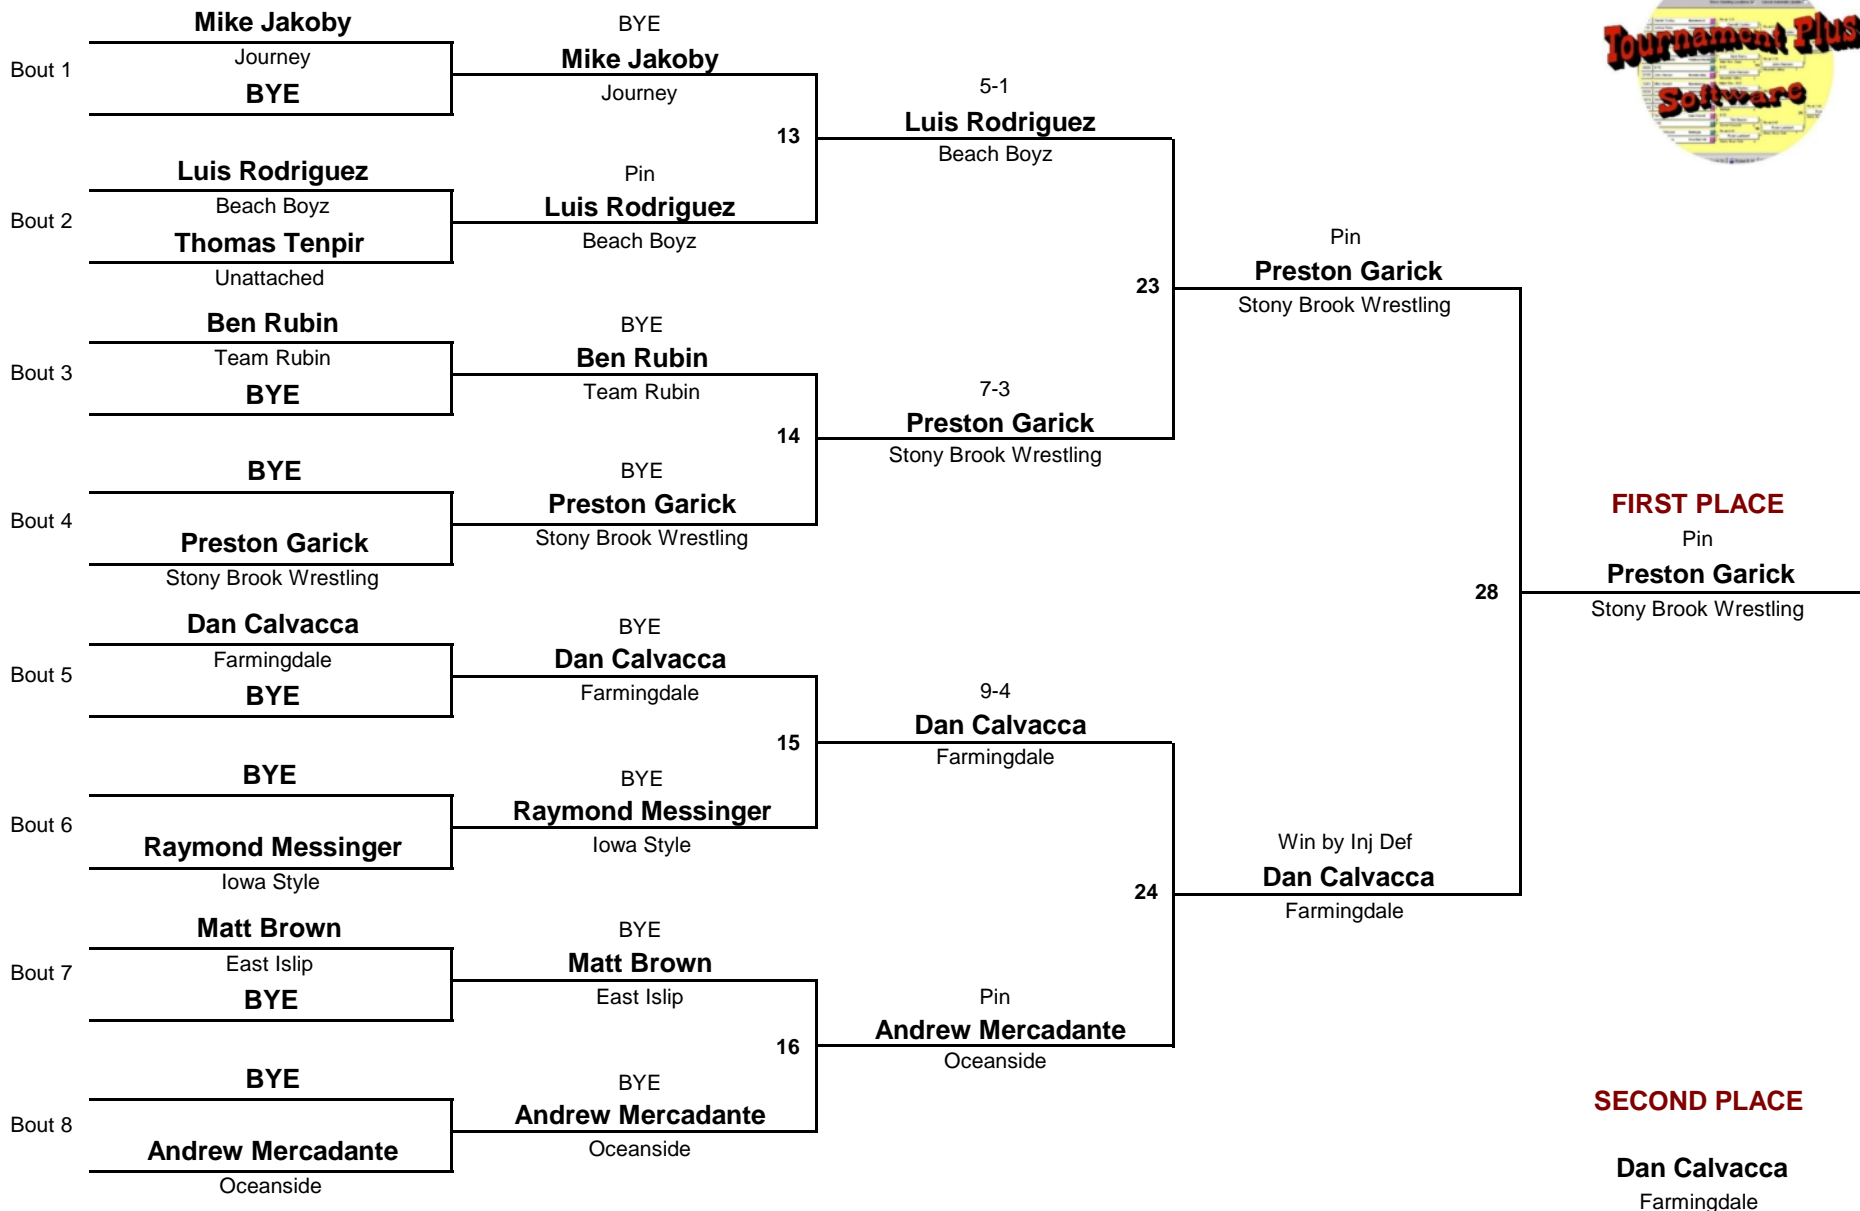 Mike Jakoby
Journey
Bout 1
BYE
Luis Rodriguez
Beach Boyz
Bout 2
Thomas Tenpir
Unattached
Ben Rubin
Team Rubin
Bout 3
BYE
BYE
Bout 4
Preston Garick
Stony Brook Wrestling
Dan Calvacca
Farmingdale
Bout 5
BYE
BYE
Bout 6
Raymond Messinger
Iowa Style
Matt Brown
East Islip
Bout 7
BYE
BYE
Bout 8
Andrew Mercadante
Oceanside
BYE
Mike Jakoby
Journey
13
Pin
Luis Rodriguez
Beach Boyz
BYE
Ben Rubin
Team Rubin
14
BYE
Preston Garick
Stony Brook Wrestling
BYE
Dan Calvacca
Farmingdale
15
BYE
Raymond Messinger
Iowa Style
BYE
Matt Brown
East Islip
16
BYE
Andrew Mercadante
Oceanside
5-1
Luis Rodriguez
Beach Boyz
23
7-3
Preston Garick
Stony Brook Wrestling
9-4
Dan Calvacca
Farmingdale
24
Pin
Andrew Mercadante
Oceanside
Pin
Preston Garick
Stony Brook Wrestling
28
Win by Inj Def
Dan Calvacca
Farmingdale
Tournament Plus
Software
FIRST PLACE
Pin
Preston Garick
Stony Brook Wrestling
SECOND PLACE
Dan Calvacca
Farmingdale